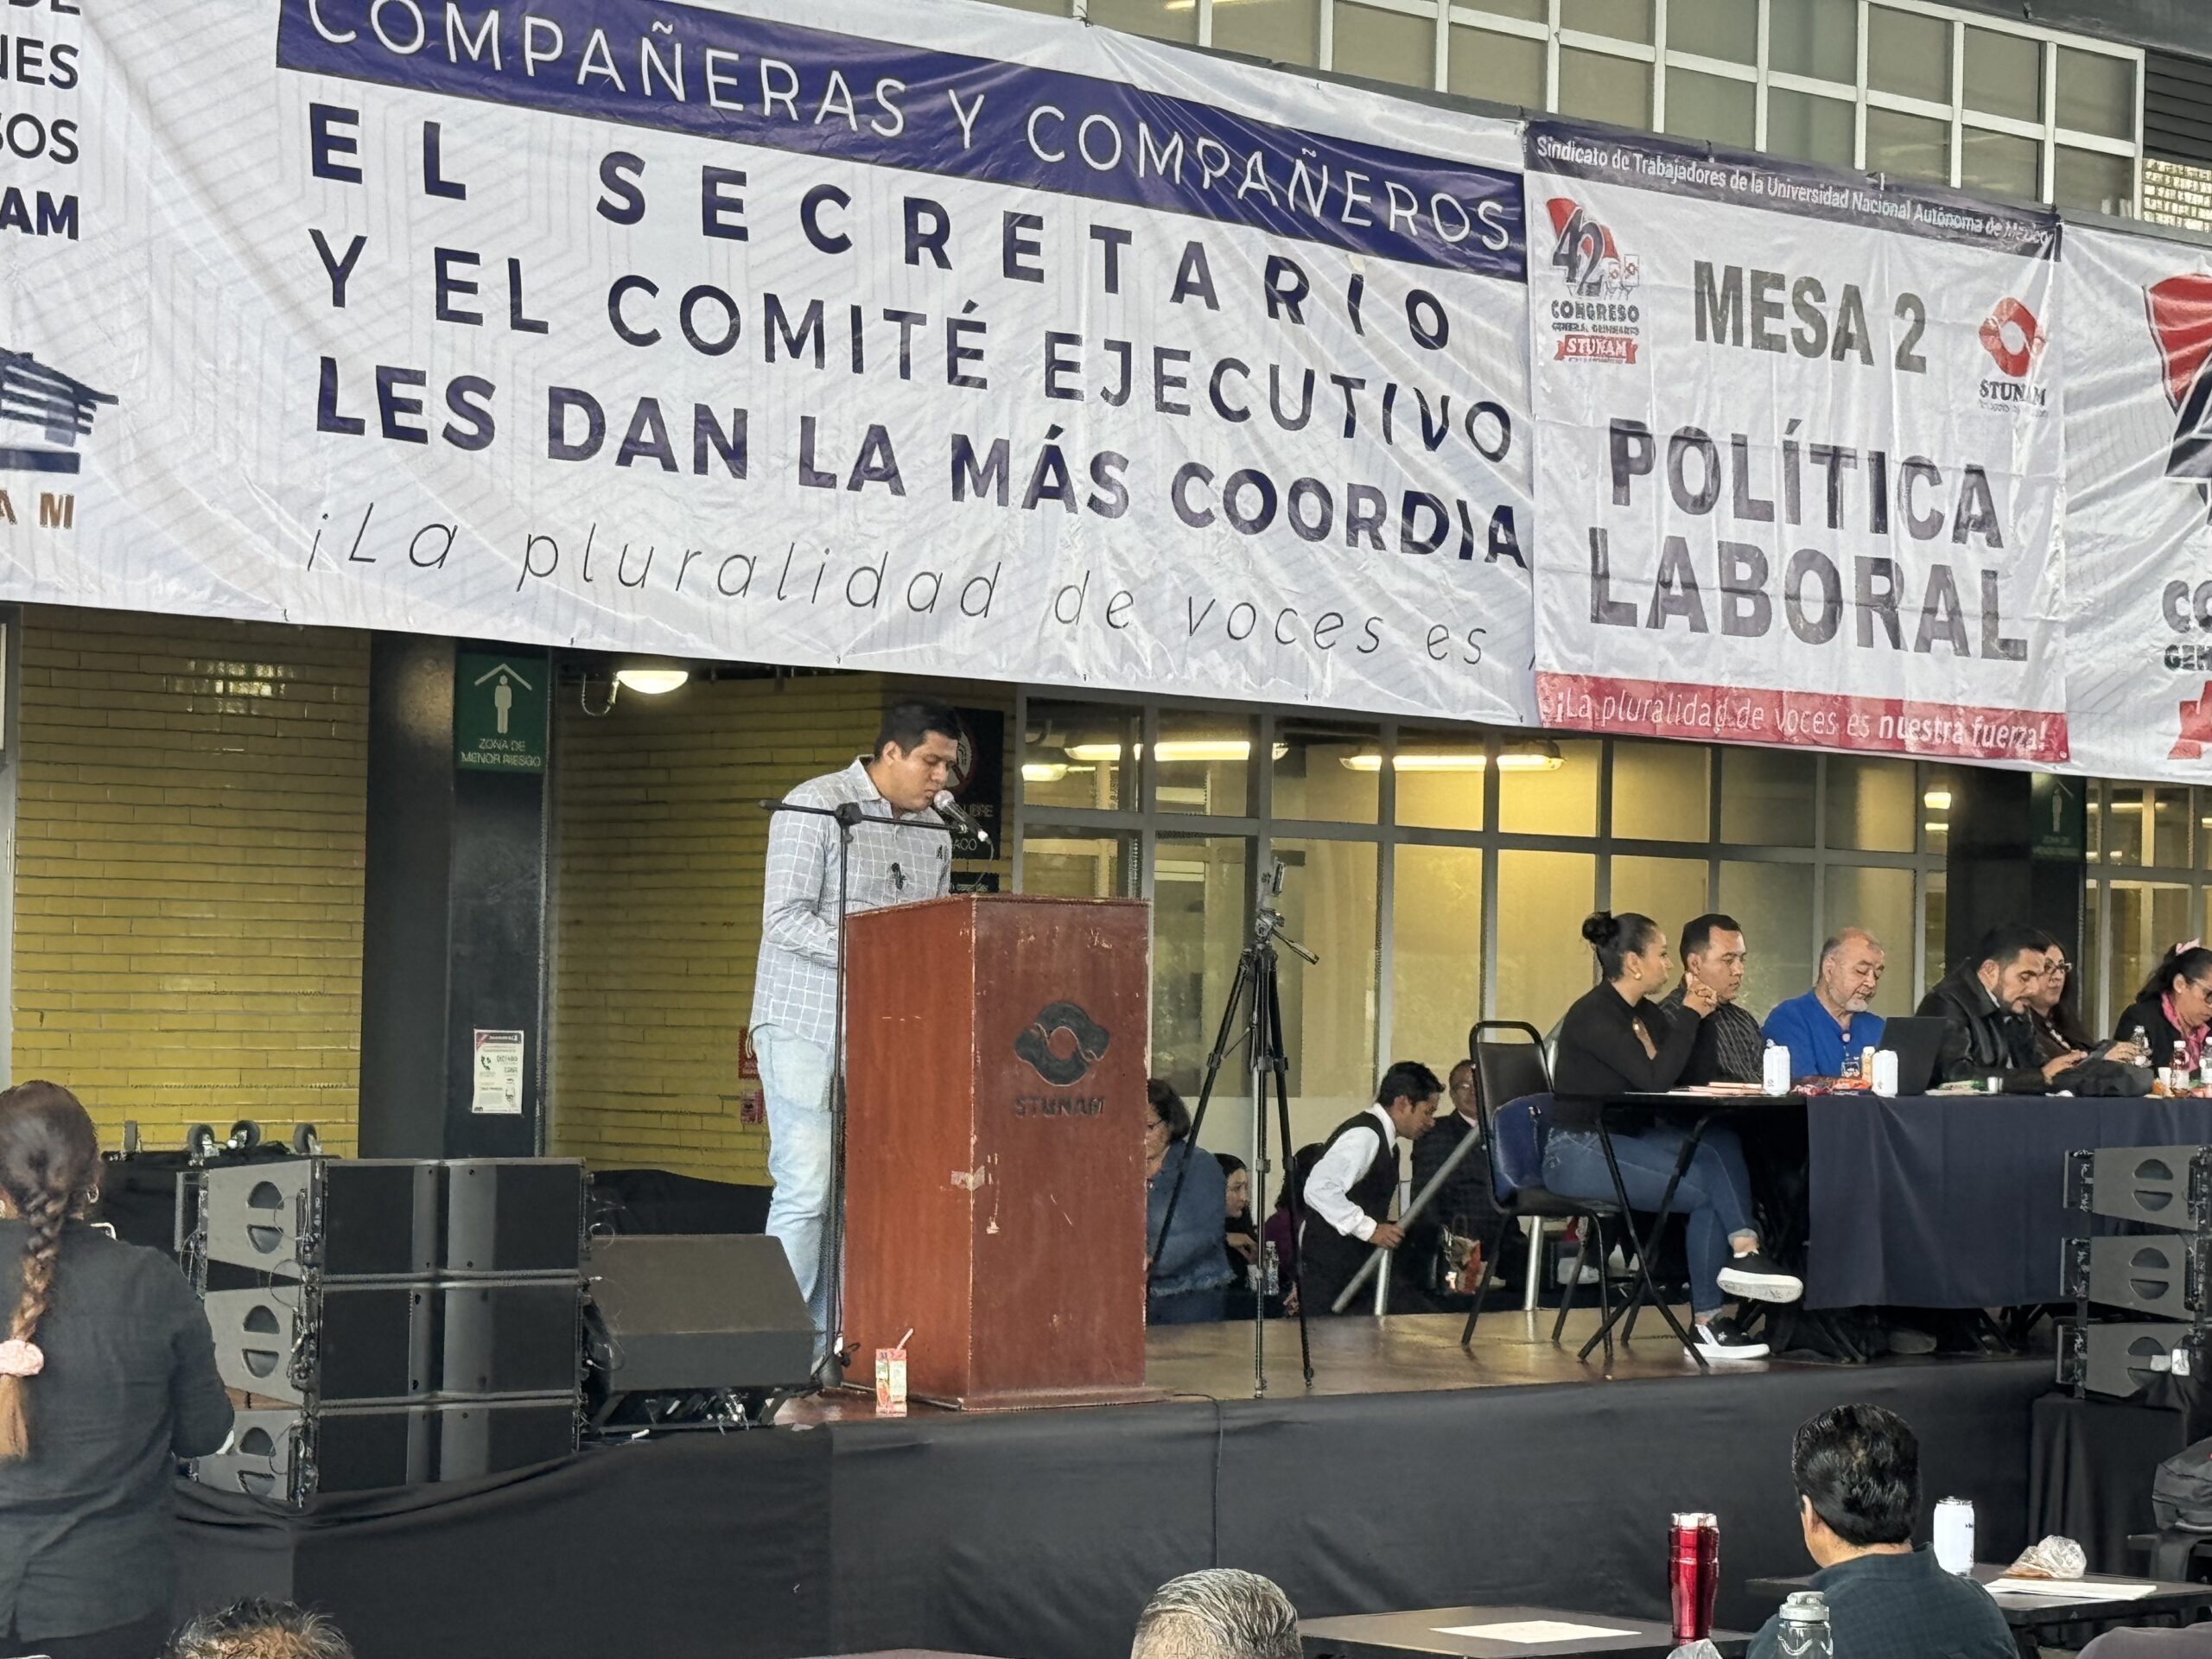 COMPAÑERAS Y COMPAÑEROS
EL SECRETARIO
Y EL COMITÉ EJECUTIVO
LES DAN LA MÁS COORDIA
¡La pluralidad de voces es
Sindicato de Trabajadores de la Universidad Nacional Autónoma de México
42
CONGRESO
STUNAM
MESA 2
STUNAM
POLÍTICA
LABORAL
¡La pluralidad de voces es nuestra fuerza!
ZONA DE
MENOR RIESGO
STUNAM